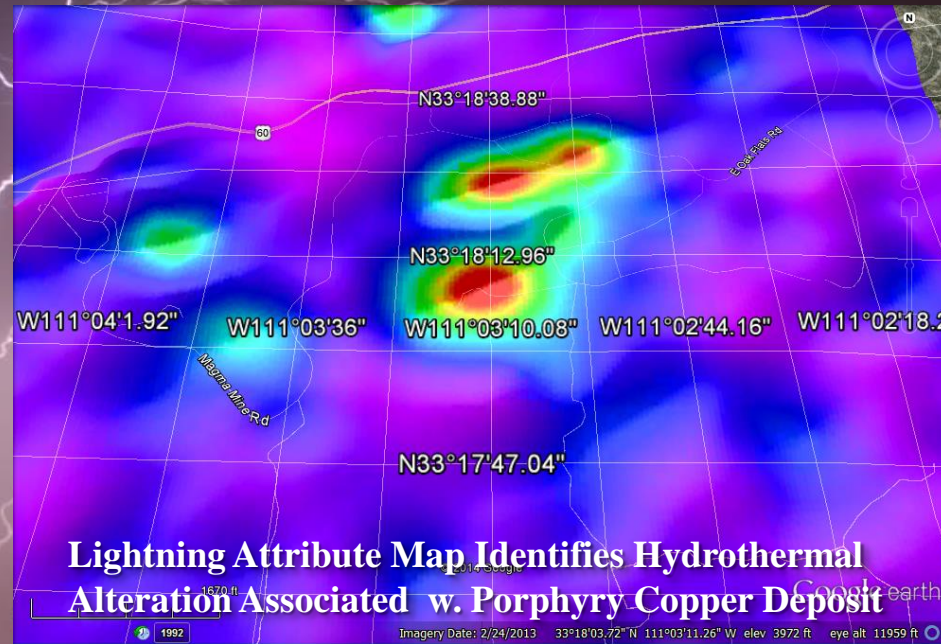 N
N33°18'38.88"
60
E Oak Flats Rd
N33°18'12.96"
W111°04'1.92" W111°03'36" W111°03'10.08" W111°02'44.16" W111°02'18.2
Magma Mine Rd
N33°17'47.04"
Lightning Attribute Map Identifies Hydrothermal
© 2014 Google
Alteration Associated w. Porphyry Copper Deposit
1670 ft
Google earth
1992
Imagery Date: 2/24/2013 33°18'03.72" N 111°03'11.26" W elev 3972 ft eye alt 11959 ft